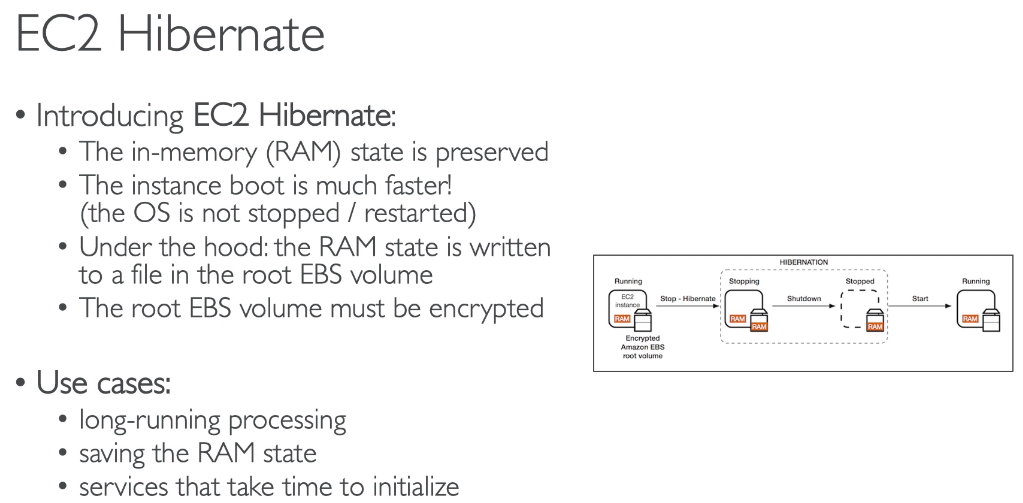 EC2 Hibernate
• Introducing EC2 Hibernate:
• The in-memory (RAM) state is preserved
• The instance boot is much faster!
(the OS is not stopped / restarted)
• Under the hood: the RAM state is written
to a file in the root EBS volume
• The root EBS volume must be encrypted
• Use cases:
• long-running processing
• saving the RAM state
• services that take time to initialize
HIBERNATION
Running
Stopping
Stopped
Running
EC2
instance
RAM
Stop - Hibernate
RAM
RAM
Shutdown
RAM
Start
RAM
Encrypted
Amazon EBS
root volume